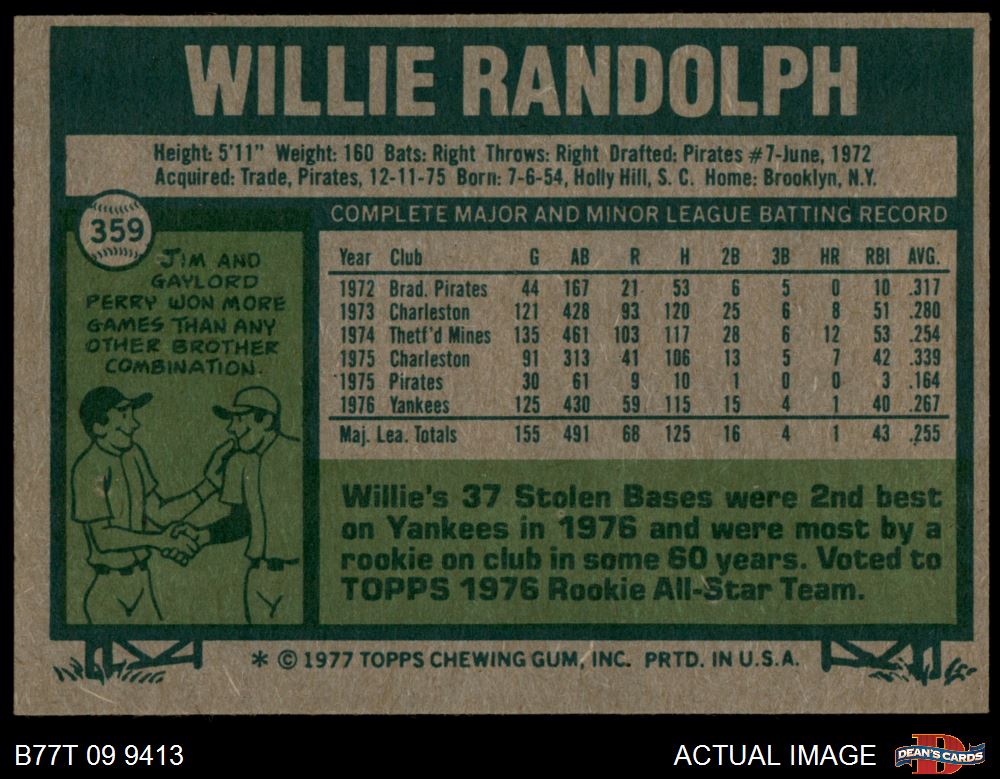 WILLIE RANDOLPH
Height: 5'11" Weight: 160 Bats: Right Throws: Right Drafted: Pirates #7-June, 1972
Acquired: Trade, Pirates, 12-11-75 Born: 7-6-54, Holly Hill, S. C. Home: Brooklyn, N.Y.
359
JIM AND
GAYLORD
PERRY WON MORE
GAMES THAN ANY
OTHER BROTHER
COMBINATION.
COMPLETE MAJOR AND MINOR LEAGUE BATTING RECORD
Year Club G AB R H 2B 3B HR RBI AVG.
1972 Brad. Pirates 44 167 21 53 6 5 0 10 .317
1973 Charleston 121 428 93 120 25 6 8 51 .280
1974 Thetf'd Mines 135 461 103 117 28 6 12 53 .254
1975 Charleston 91 313 41 106 13 5 7 42 .339
1975 Pirates 30 61 9 10 1 0 0 3 .164
1976 Yankees 125 430 59 115 15 4 1 40 .267
Maj. Lea. Totals 155 491 68 125 16 4 1 43 .255
Willie's 37 Stolen Bases were 2nd best
on Yankees in 1976 and were most by a
rookie on club in some 60 years. Voted to
TOPPS 1976 Rookie All-Star Team.
* © 1977 TOPPS CHEWING GUM, INC. PRTD. IN U.S.A.
B77T 09 9413
ACTUAL IMAGE
D
DEAN'S CARDS